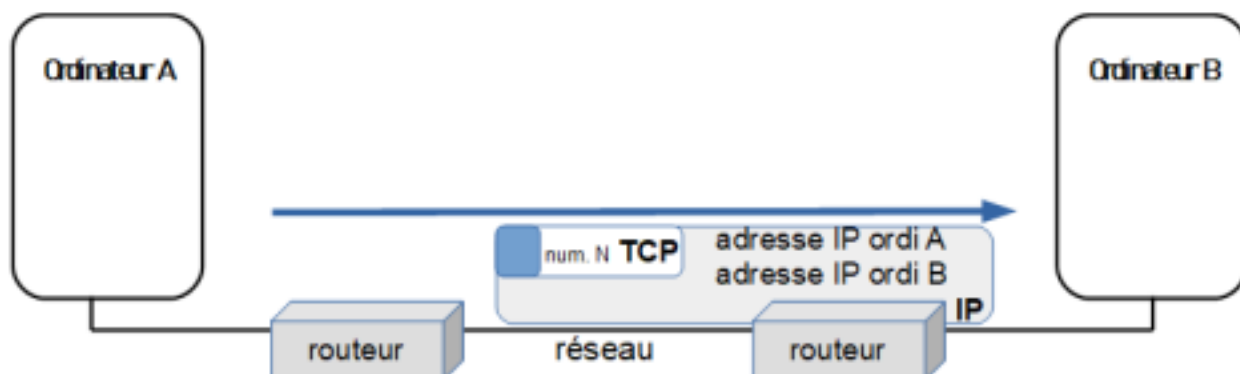 Ordinateur A
Ordinateur B
num. N TCP
adresse IP ordi A
adresse IP ordi B
IP
routeur
réseau
routeur